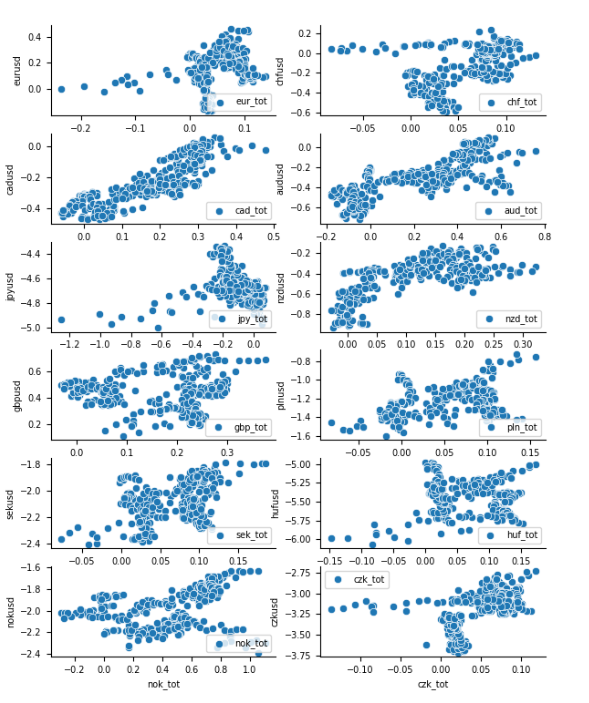 eurusd
0.4
0.2
0.0
eur_tot
−0.2 −0.1 0.0 0.1
chfusd
0.2
0.0
−0.2
−0.4
−0.6
chf_tot
−0.05 0.00 0.05 0.10
cadusd
0.0
−0.2
−0.4
cad_tot
0.0 0.1 0.2 0.3 0.4 0.5
audusd
0.0
−0.2
−0.4
−0.6
aud_tot
−0.2 0.0 0.2 0.4 0.6 0.8
jpyusd
−4.4
−4.6
−4.8
−5.0
jpy_tot
−1.2 −1.0 −0.8 −0.6 −0.4 −0.2 0.0
nzdusd
−0.2
−0.4
−0.6
−0.8
nzd_tot
0.00 0.05 0.10 0.15 0.20 0.25 0.30
gbpusd
0.6
0.4
0.2
gbp_tot
0.0 0.1 0.2 0.3
plnusd
−0.8
−1.0
−1.2
−1.4
−1.6
pln_tot
−0.05 0.00 0.05 0.10 0.15
sekusd
−1.8
−2.0
−2.2
−2.4
sek_tot
−0.05 0.00 0.05 0.10 0.15
hufusd
−5.00
−5.25
−5.50
−5.75
−6.00
huf_tot
−0.15 −0.10 −0.05 0.00 0.05 0.10 0.15
nokusd
−1.6
−1.8
−2.0
−2.2
−2.4
nok_tot
−0.2 0.0 0.2 0.4 0.6 0.8 1.0
nok_tot
czkusd
−2.75
−3.00
−3.25
−3.50
−3.75
czk_tot
−0.10 −0.05 0.00 0.05 0.10
czk_tot